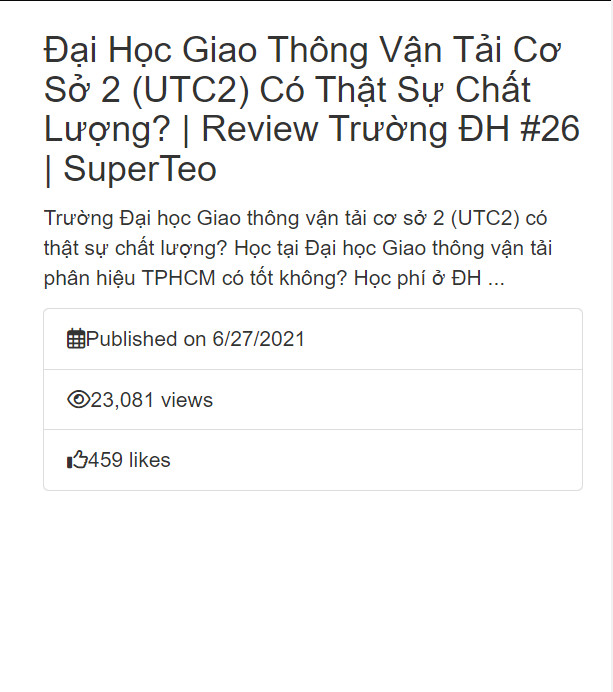 Đại Học Giao Thông Vận Tải Cơ
Sở 2 (UTC2) Có Thật Sự Chất
Lượng? | Review Trường ĐH #26
| SuperTeo
Trường Đại học Giao thông vận tải cơ sở 2 (UTC2) có
thật sự chất lượng? Học tại Đại học Giao thông vận tải
phân hiệu TPHCM có tốt không? Học phí ở ĐH ...
Published on 6/27/2021
23,081 views
459 likes